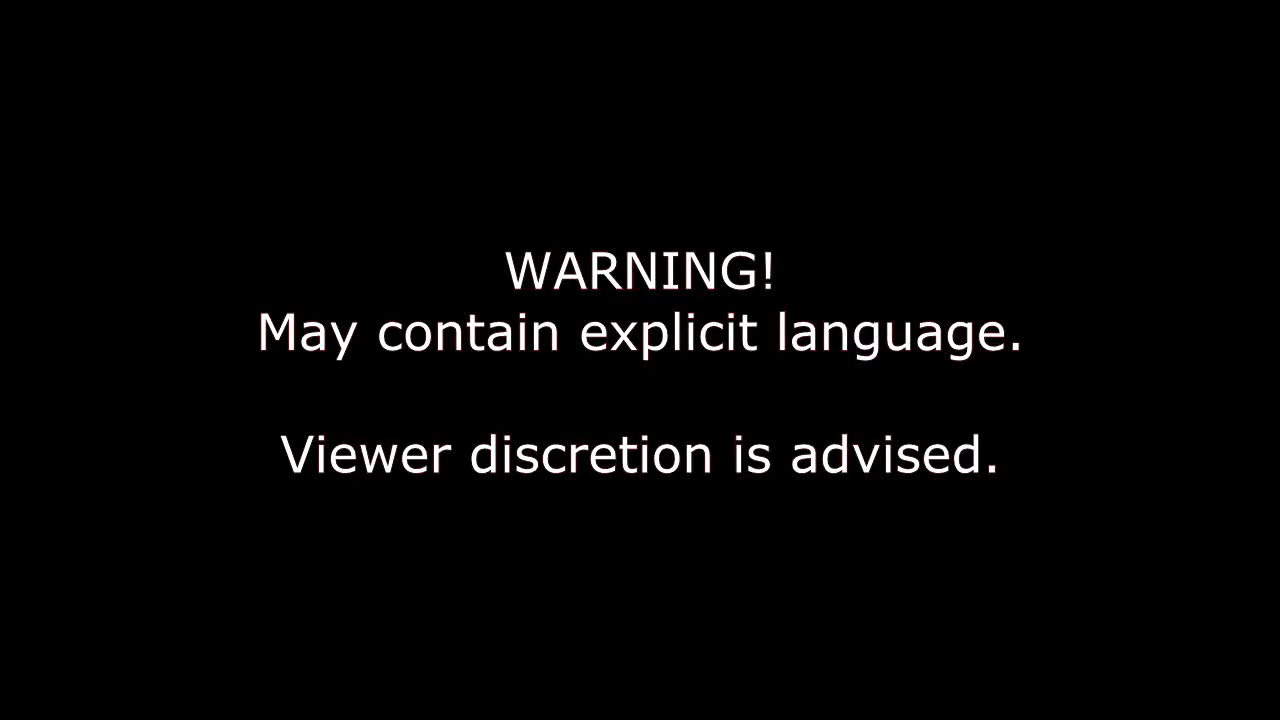 WARNING!
May contain explicit language.
Viewer discretion is advised.